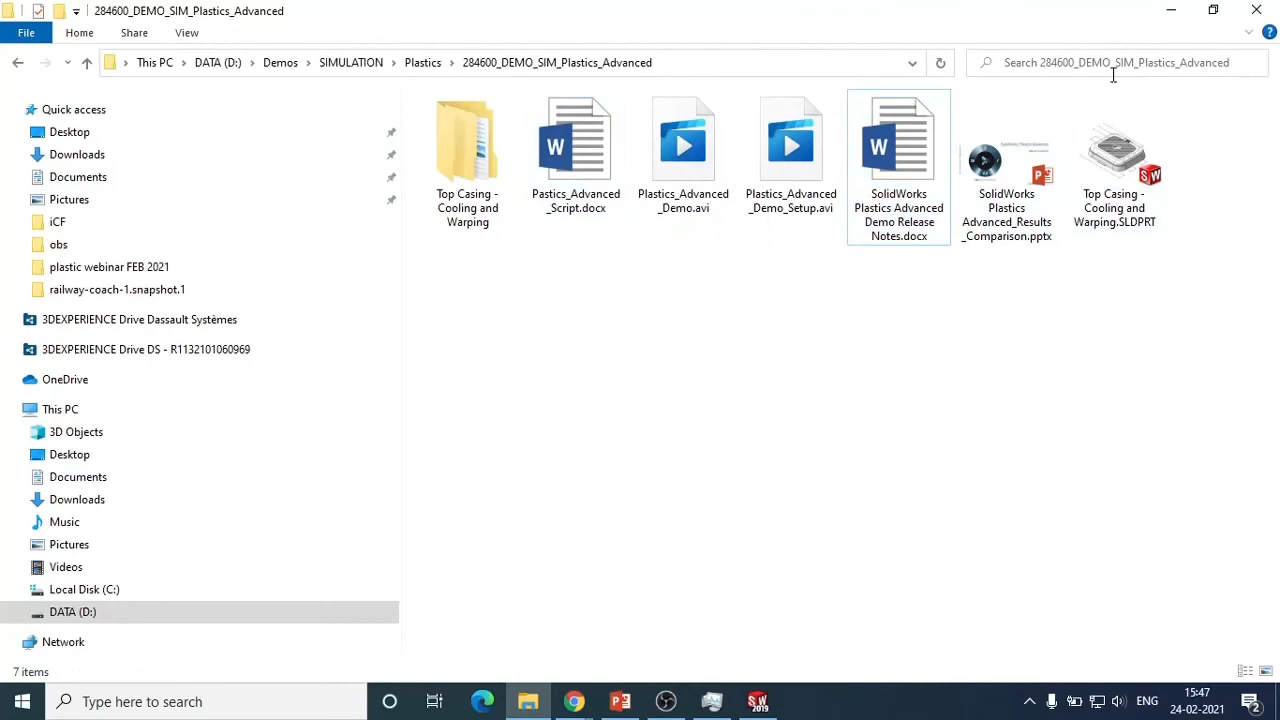 284600_DEMO_SIM_Plastics_Advanced
File Home Share View
This PC DATA (D:) Demos SIMULATION Plastics 284600_DEMO_SIM_Plastics_Advanced
Search 284600_DEMO_SIM_Plastics_Advanced
Quick access
Desktop
Downloads
Documents
Pictures
iCF
obs
plastic webinar FEB 2021
railway-coach-1.snapshot.1
3DEXPERIENCE Drive Dassault Systèmes
3DEXPERIENCE Drive DS - R1132101060969
OneDrive
This PC
3D Objects
Desktop
Documents
Downloads
Music
Pictures
Videos
Local Disk (C:)
DATA (D:)
Network
Top Casing -
Cooling and
Warping
Pastics_Advanced
_Script.docx
Plastics_Advanced
_Demo.avi
Plastics_Advanced
_Demo_Setup.avi
SolidWorks
Plastics Advanced
Demo Release
Notes.docx
SolidWorks
Plastics
Advanced_Results
_Comparison.pptx
Top Casing -
Cooling and
Warping.SLDPRT
7 items
Type here to search
ENG
15:47
24-02-2021
2